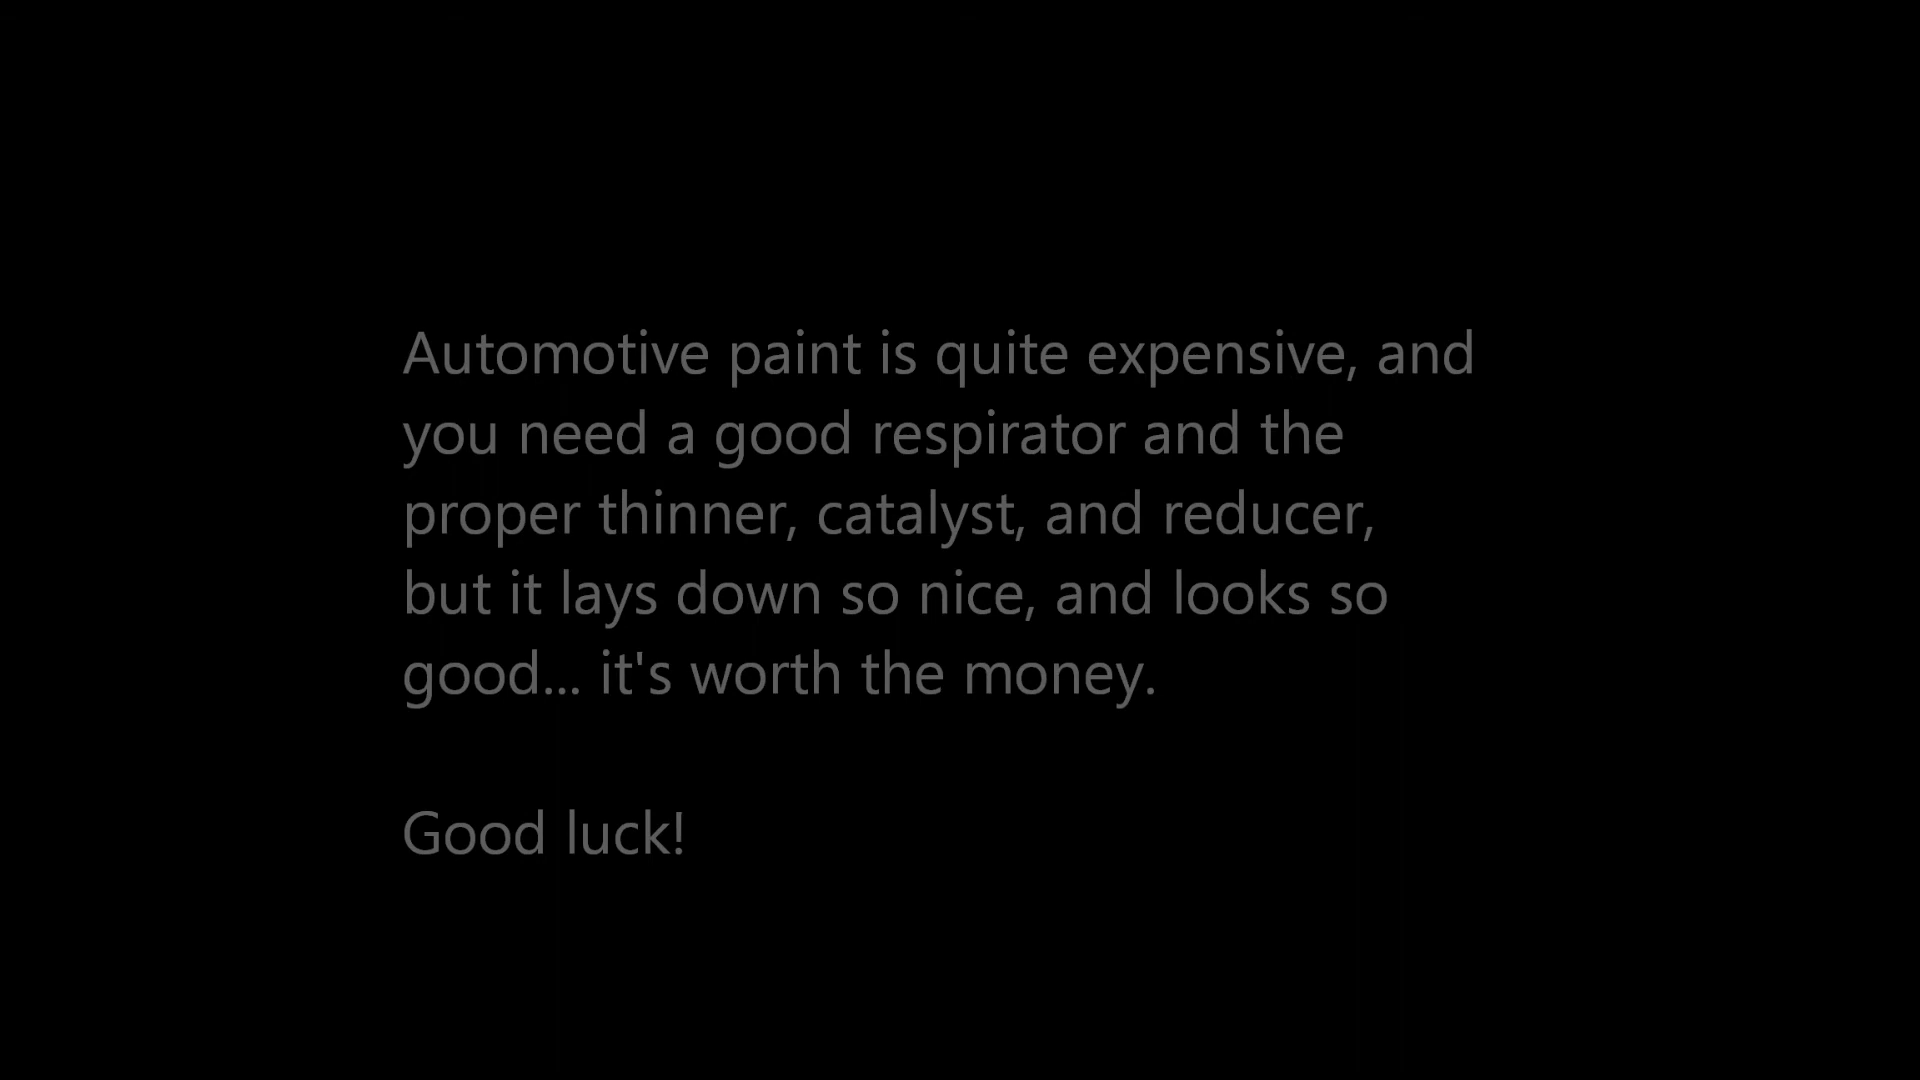 Automotive paint is quite expensive, and
you need a good respirator and the
proper thinner, catalyst, and reducer,
but it lays down so nice, and looks so
good... it's worth the money.
Good luck!